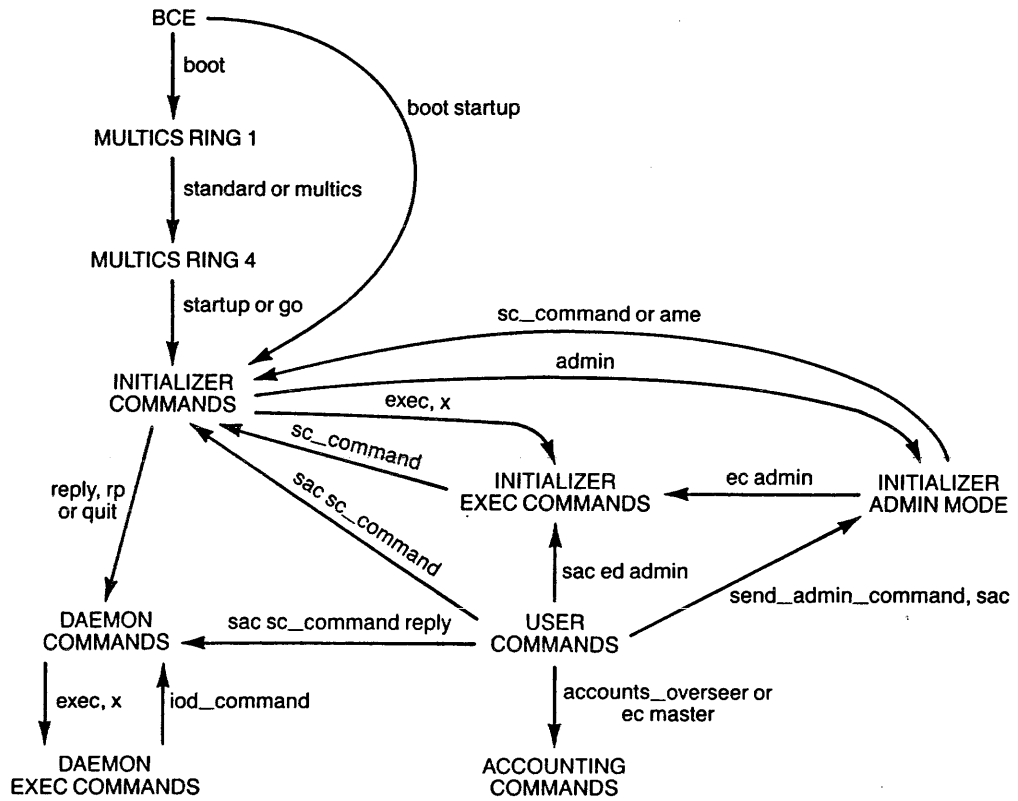 BCE
boot
boot startup
MULTICS RING 1
standard or multics
MULTICS RING 4
startup or go
sc_command or ame
admin
INITIALIZER
COMMANDS
exec, x
sc_command
sac sc_command
INITIALIZER
EXEC COMMANDS
ec admin
INITIALIZER
ADMIN MODE
reply, rp
or quit
sac ed admin
send_admin_command, sac
DAEMON
COMMANDS
sac sc_command reply
USER
COMMANDS
exec, x
iod_command
accounts_overseer or
ec master
DAEMON
EXEC COMMANDS
ACCOUNTING
COMMANDS